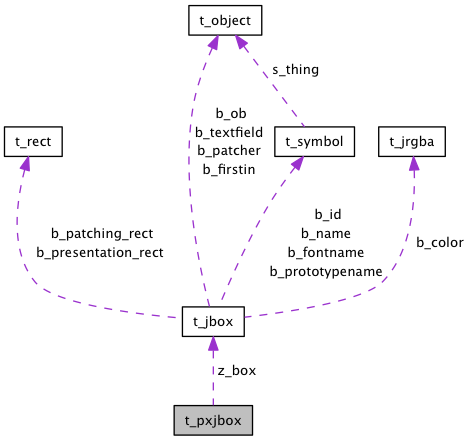 t_object
s_thing
b_ob
b_textfield
b_patcher
b_firstin
t_rect
t_symbol
t_jrgba
b_patching_rect
b_presentation_rect
b_id
b_name
b_fontname
b_prototypename
b_color
t_jbox
z_box
t_pxjbox